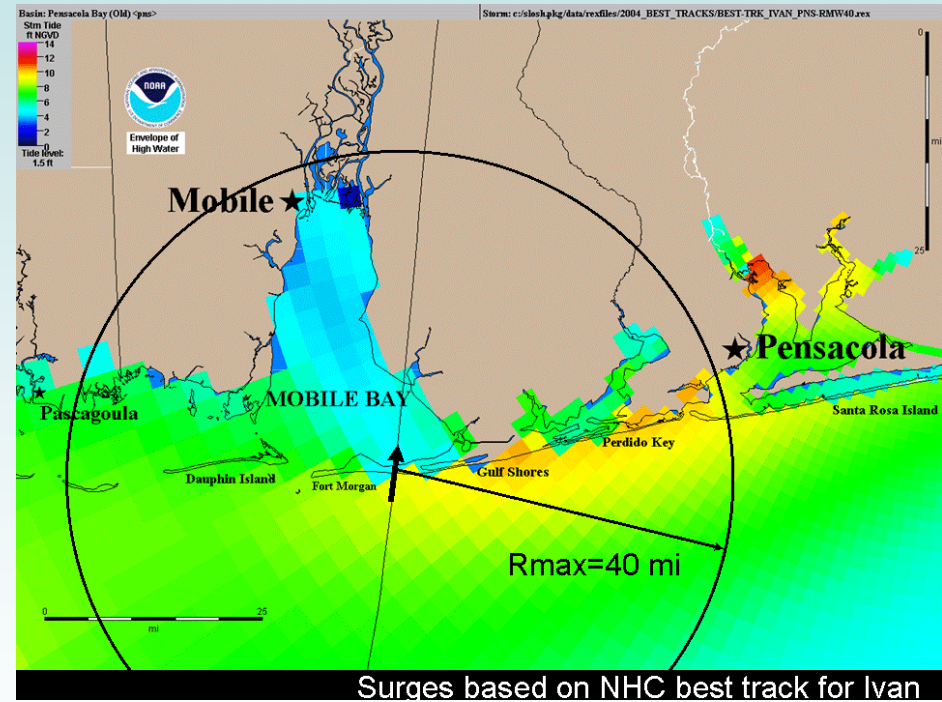 Basin: Pensacola Bay (Old) <pns>
Storm: c:/slosh.pkg/data/rexfiles/2004_BEST_TRACKS/BEST-TRK_IVAN_PNS-RMW40.rex
Stm Tide
ft NGVD
14
12
10
8
6
4
2
0
Tide level:
1.5 ft
NOAA
Envelope of
High Water
0
mi
25
Mobile
Pensacola
MOBILE BAY
Pascagoula
Santa Rosa Island
Perdido Key
Gulf Shores
Dauphin Island
Fort Morgan
Rmax=40 mi
0
25
mi
Surges based on NHC best track for Ivan